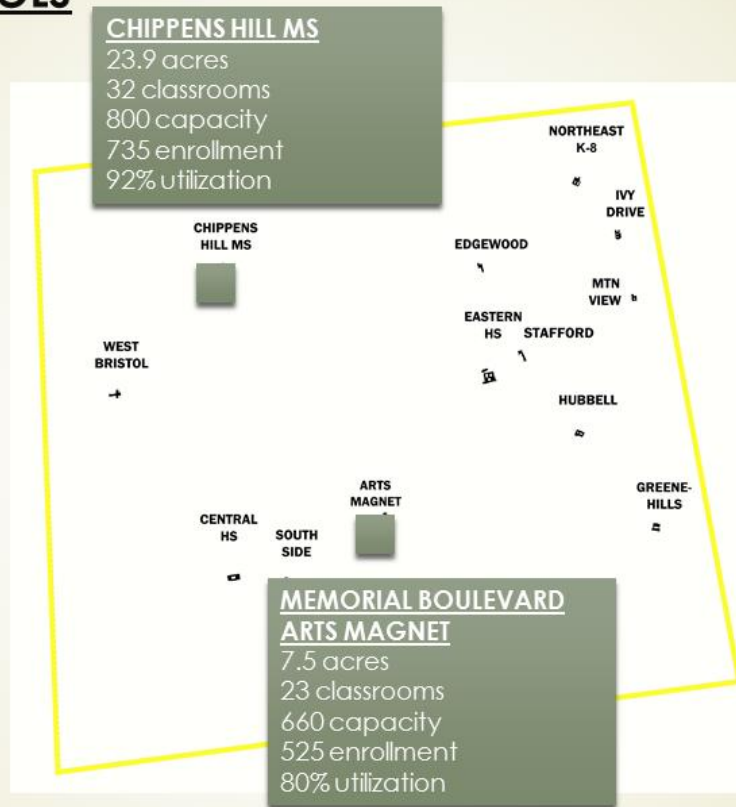 CHIPPENS HILL MS
23.9 acres
32 classrooms
800 capacity
735 enrollment
92% utilization
NORTHEAST
K-8
IVY
DRIVE
CHIPPENS
HILL MS
EDGEWOOD
MTN
VIEW
EASTERN
HS
STAFFORD
WEST
BRISTOL
HUBBELL
ARTS
MAGNET
GREENE-
HILLS
CENTRAL
HS
SOUTH
SIDE
MEMORIAL BOULEVARD
ARTS MAGNET
7.5 acres
23 classrooms
660 capacity
525 enrollment
80% utilization